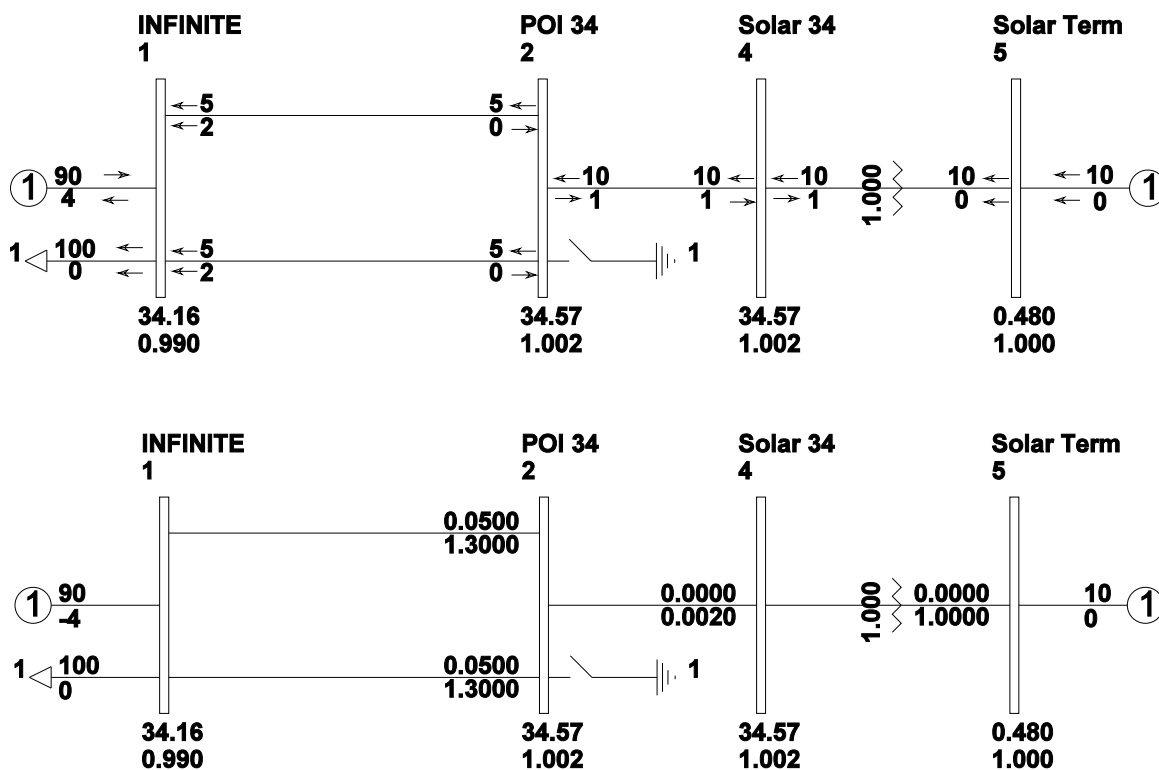 INFINITE POI 34 Solar 34 Solar Term
1 2 4 5
5 5
2 0
1 90 10 10 10 1.000 10 10 1
4 1 1 1 0 0
1 100 5 5 1
0 2 0
34.16 34.57 34.57 0.480
0.990 1.002 1.002 1.000
INFINITE POI 34 Solar 34 Solar Term
1 2 4 5
0.0500
1.3000
1 90 0.0000 1.000 0.0000 10 1
-4 0.0020 1.0000 0
1 100 0.0500 1
0 1.3000
34.16 34.57 34.57 0.480
0.990 1.002 1.002 1.000